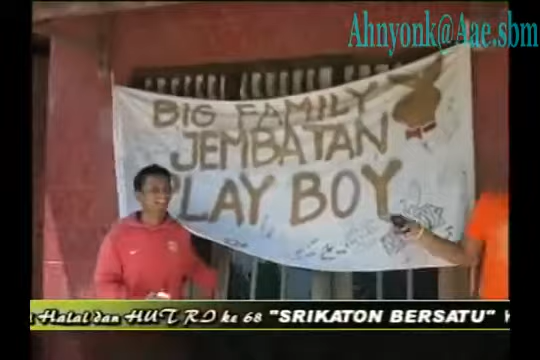 Ahnyonk@Aae.sbm
BIG FAMILY
JEMBATAN
PLAY BOY
Halal dan HUT RI ke 68 "SRIKATON BERSATU"